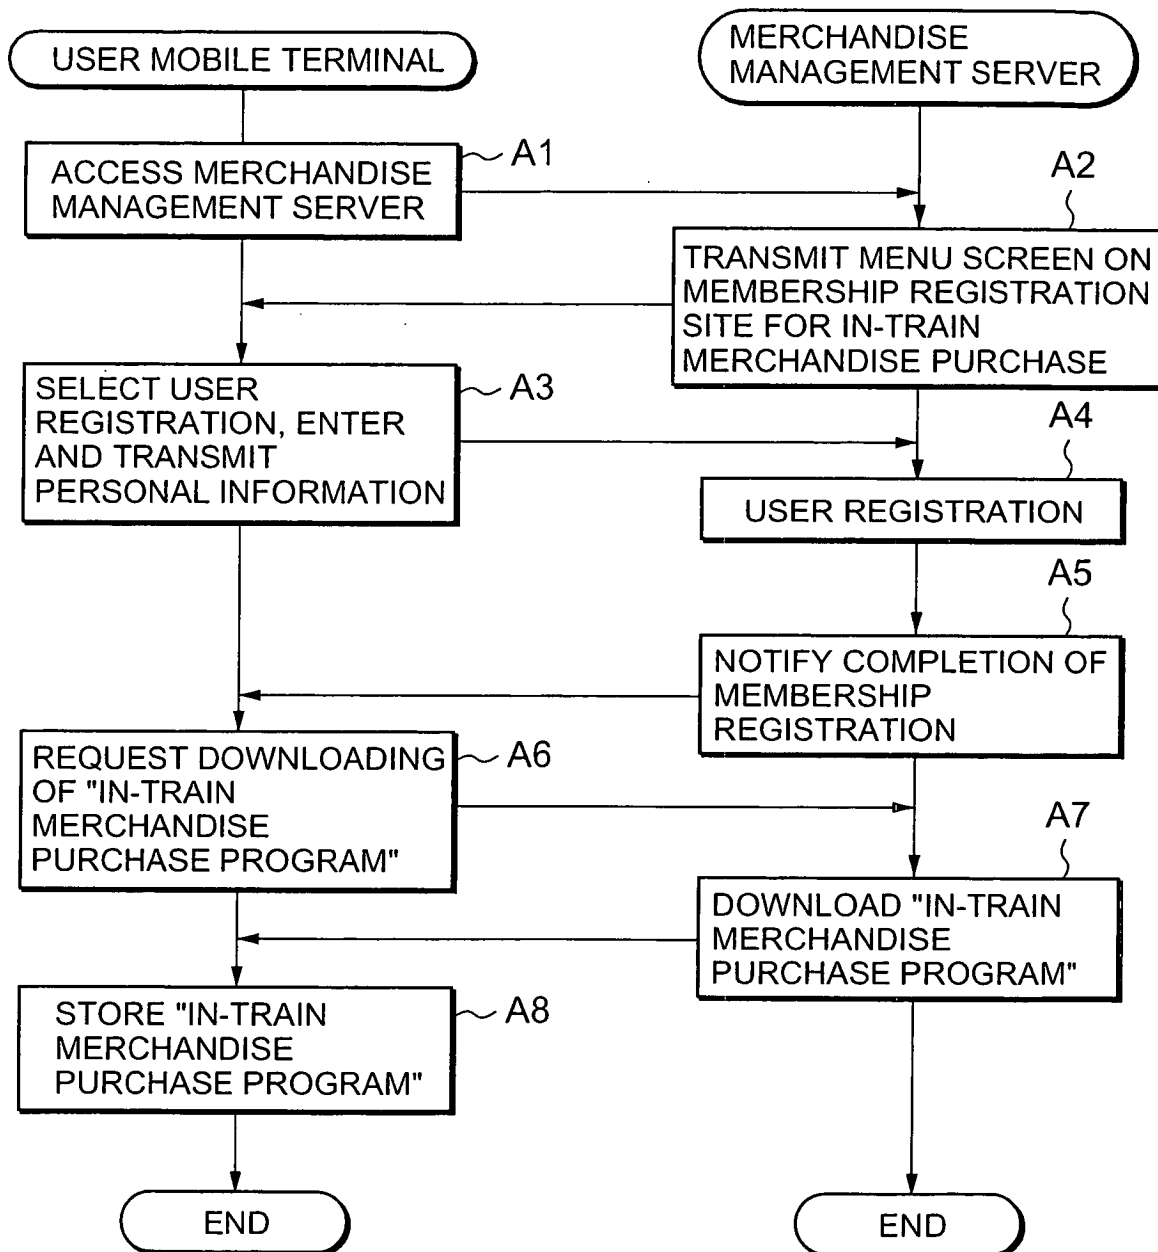 USER MOBILE TERMINAL
MERCHANDISE
MANAGEMENT SERVER
ACCESS MERCHANDISE
MANAGEMENT SERVER
A1
A2
TRANSMIT MENU SCREEN ON
MEMBERSHIP REGISTRATION
SITE FOR IN-TRAIN
MERCHANDISE PURCHASE
SELECT USER
REGISTRATION, ENTER
AND TRANSMIT
PERSONAL INFORMATION
A3
A4
USER REGISTRATION
A5
NOTIFY COMPLETION OF
MEMBERSHIP
REGISTRATION
REQUEST DOWNLOADING
OF "IN-TRAIN
MERCHANDISE
PURCHASE PROGRAM"
A6
A7
DOWNLOAD "IN-TRAIN
MERCHANDISE
PURCHASE PROGRAM"
STORE "IN-TRAIN
MERCHANDISE
PURCHASE PROGRAM"
A8
END
END